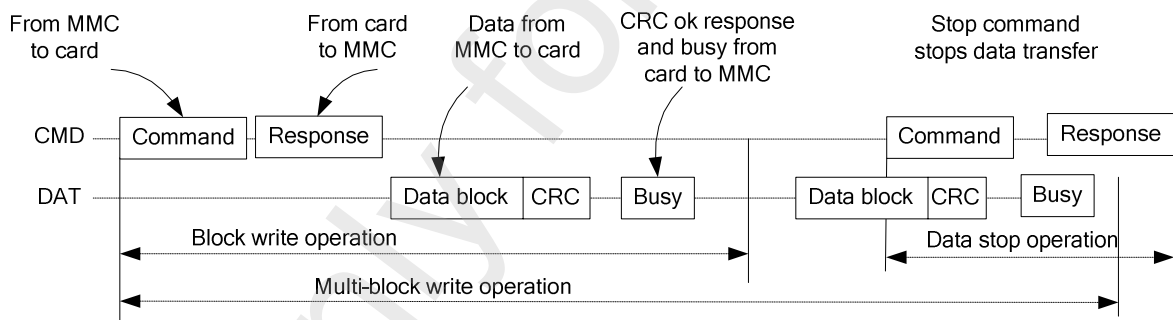 From MMC
to card
From card
to MMC
Data from
MMC to card
CRC ok response
and busy from
card to MMC
Stop command
stops data transfer
CMD
Command
Response
Command
Response
DAT
Data block
CRC
Busy
Data block
CRC
Busy
Block write operation
Data stop operation
Multi-block write operation